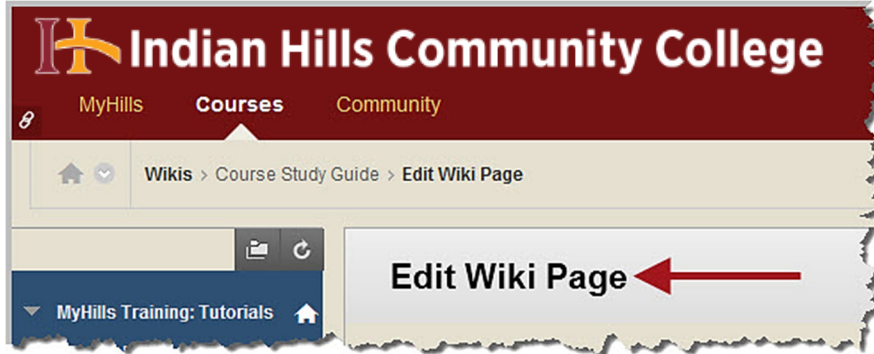 Indian Hills Community College
MyHills Courses Community
Wikis > Course Study Guide > Edit Wiki Page
Edit Wiki Page
MyHills Training: Tutorials